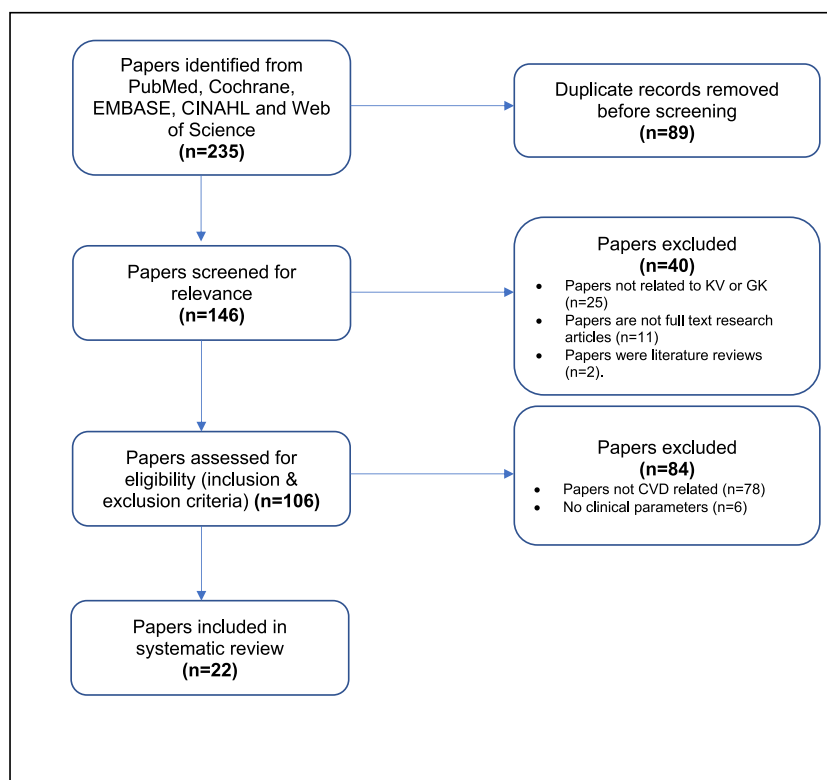 Papers identified from
PubMed, Cochrane,
EMBASE, CINAHL and Web
of Science
(n=235)
Duplicate records removed
before screening
(n=89)
Papers screened for
relevance
(n=146)
Papers excluded
(n=40)
• Papers not related to KV or GK
(n=25)
• Papers are not full text research
articles (n=11)
• Papers were literature reviews
(n=2).
Papers assessed for
eligibility (inclusion &
exclusion criteria) (n=106)
Papers excluded
(n=84)
• Papers not CVD related (n=78)
• No clinical parameters (n=6)
Papers included in
systematic review
(n=22)